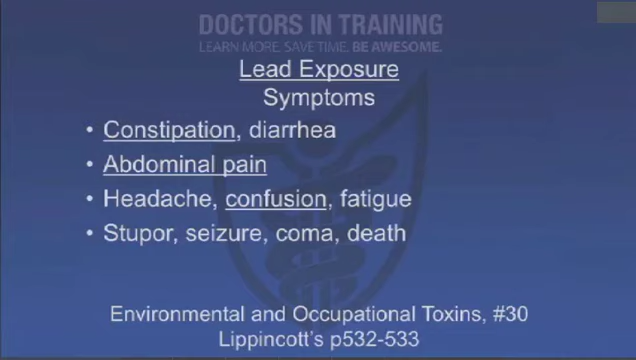 DOCTORS IN TRAINING
LEARN MORE. SAVE TIME. BE AWESOME.
Lead Exposure
Symptoms
• Constipation, diarrhea
• Abdominal pain
• Headache, confusion, fatigue
• Stupor, seizure, coma, death
Environmental and Occupational Toxins, #30
Lippincott's p532-533